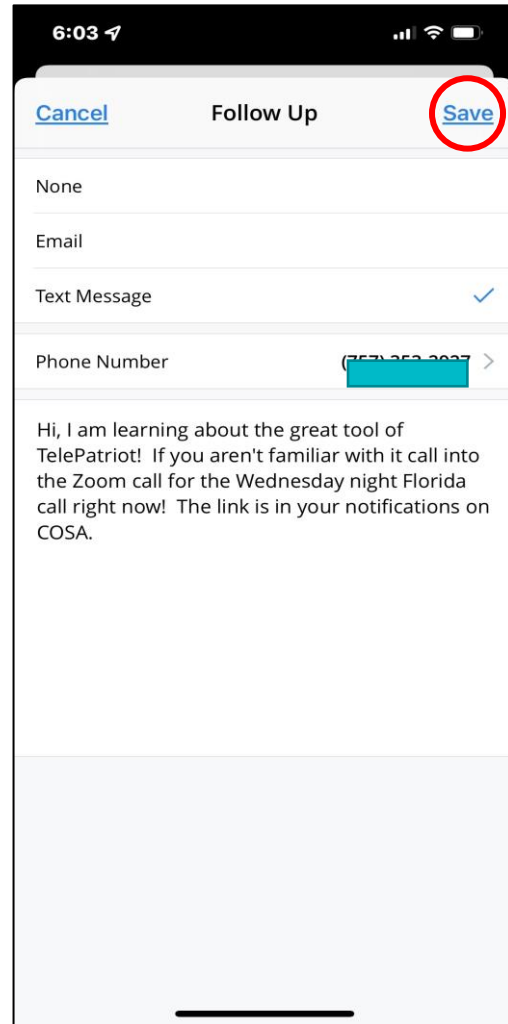 6:03
Cancel Follow Up Save
None
Email
Text Message
Phone Number
Hi, I am learning about the great tool of
TelePatriot! If you aren't familiar with it call into
the Zoom call for the Wednesday night Florida
call right now! The link is in your notifications on
COSA.